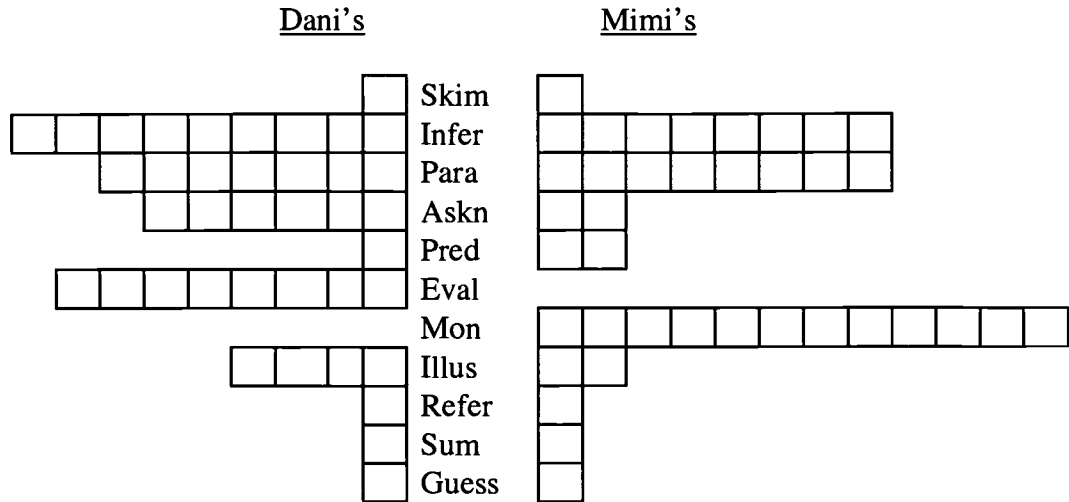 Dani's Mimi's
Skim
Infer
Para
Askn
Pred
Eval
Mon
Illus
Refer
Sum
Guess